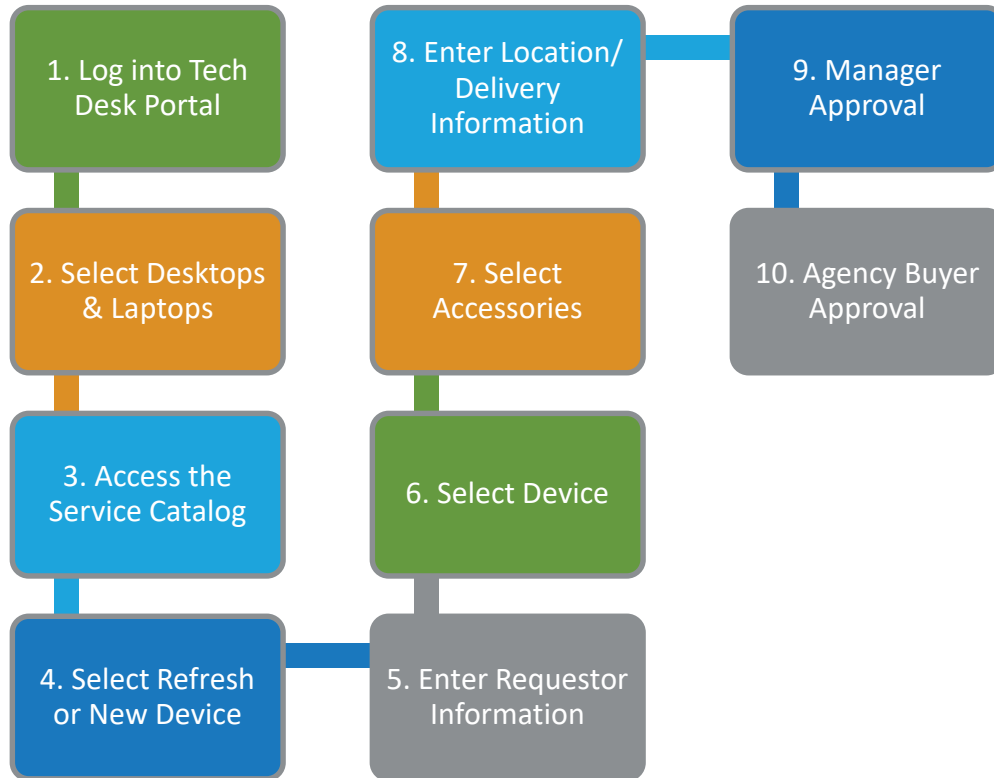 1. Log into Tech
Desk Portal
2. Select Desktops
& Laptops
3. Access the
Service Catalog
4. Select Refresh
or New Device
5. Enter Requestor
Information
6. Select Device
7. Select
Accessories
8. Enter Location/
Delivery
Information
9. Manager
Approval
10. Agency Buyer
Approval